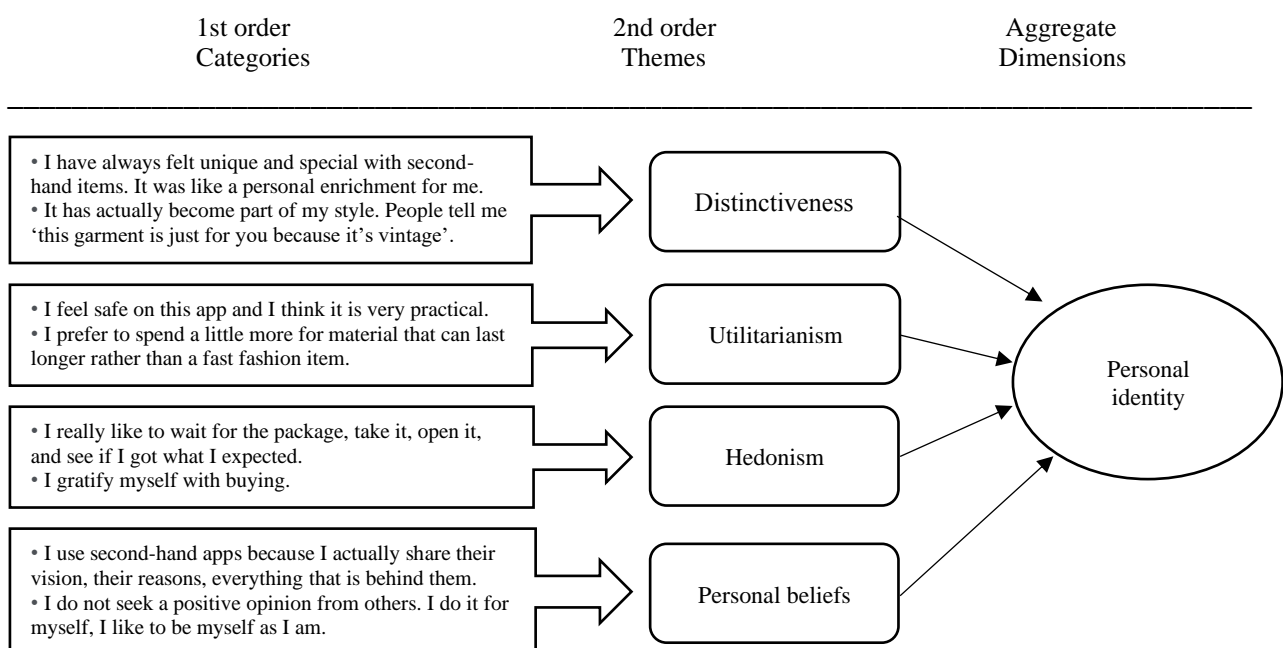 1st order
Categories
2nd order
Themes
Aggregate
Dimensions
• I have always felt unique and special with second-
hand items. It was like a personal enrichment for me.
• It has actually become part of my style. People tell me
‘this garment is just for you because it’s vintage’.
Distinctiveness
• I feel safe on this app and I think it is very practical.
• I prefer to spend a little more for material that can last
longer rather than a fast fashion item.
Utilitarianism
Personal
identity
• I really like to wait for the package, take it, open it,
and see if I got what I expected.
• I gratify myself with buying.
Hedonism
• I use second-hand apps because I actually share their
vision, their reasons, everything that is behind them.
• I do not seek a positive opinion from others. I do it for
myself, I like to be myself as I am.
Personal beliefs